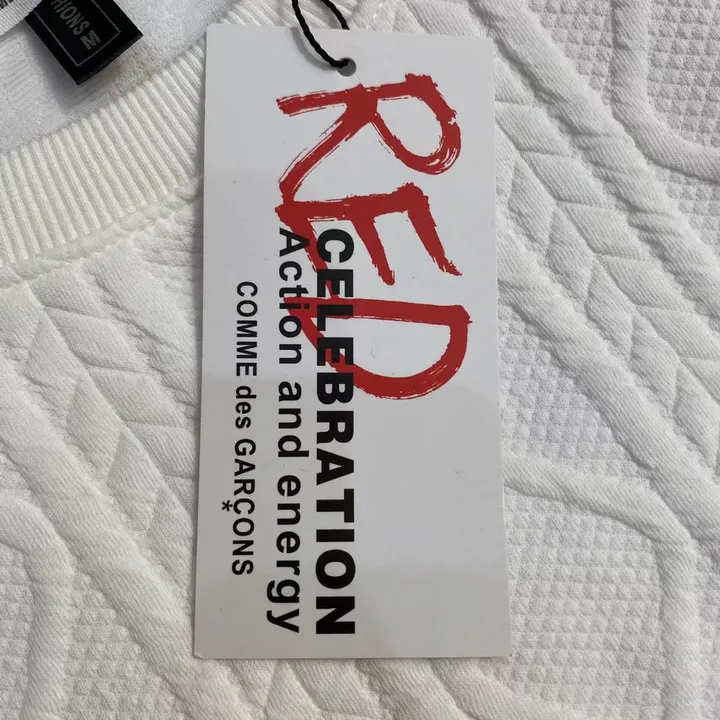 RED
CELEBRATION
Action and energy
COMME des GARÇONS
*